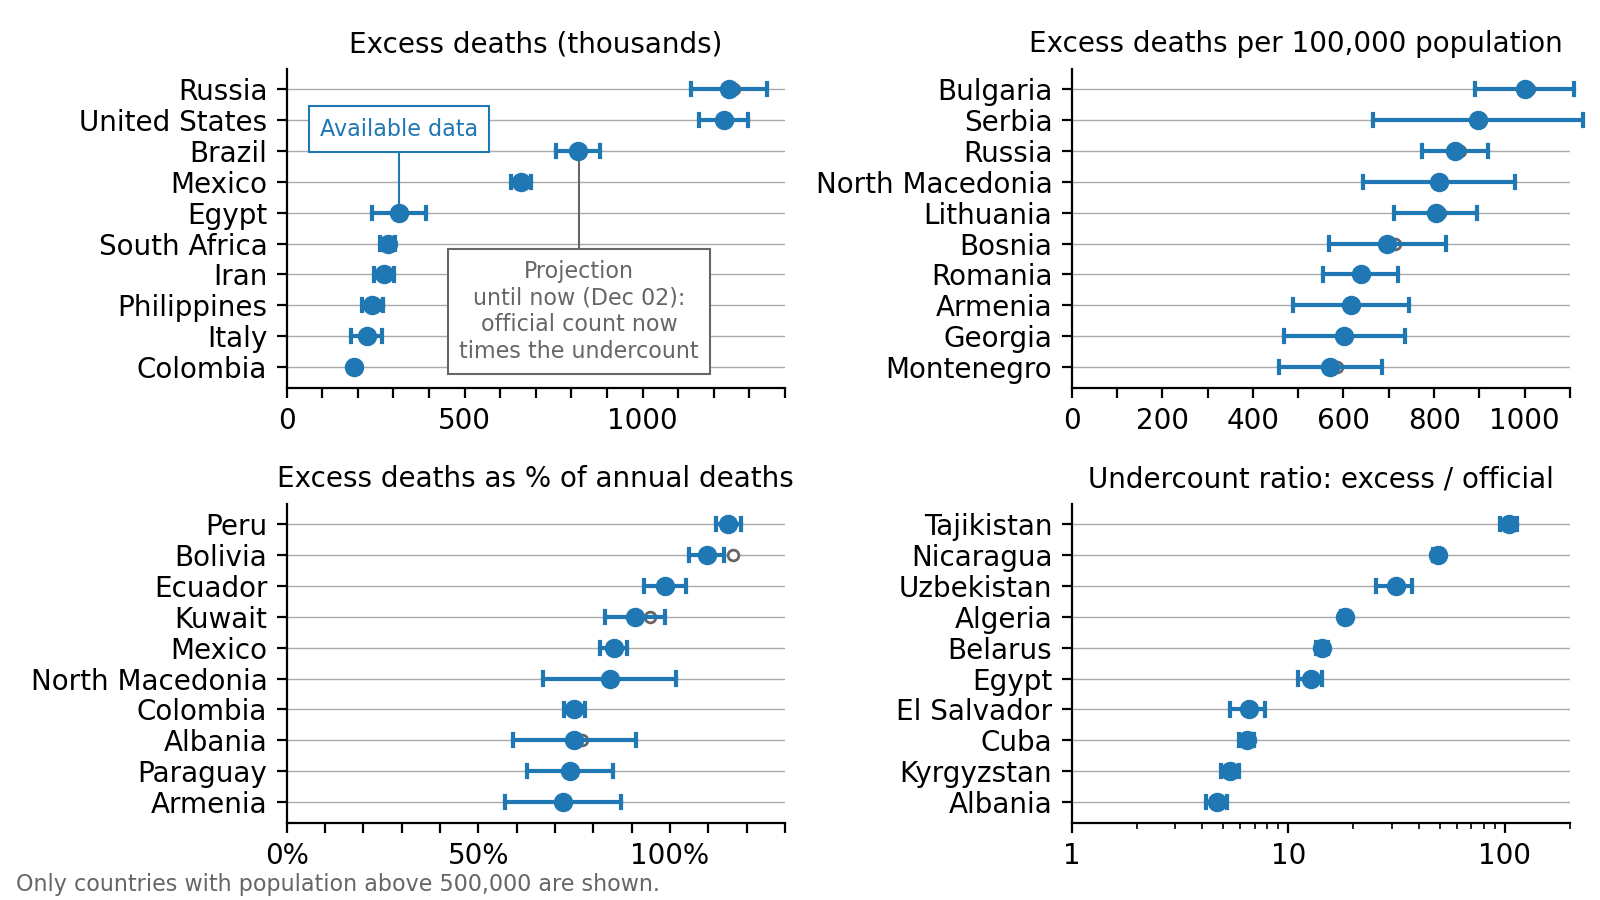 Excess deaths (thousands)
Russia
United States
Available data
Brazil
Mexico
Egypt
South Africa
Iran
Philippines
Italy
Colombia
Projection
until now (Dec 02):
official count now
times the undercount
0 500 1000
Excess deaths per 100,000 population
Bulgaria
Serbia
Russia
North Macedonia
Lithuania
Bosnia
Romania
Armenia
Georgia
Montenegro
0 200 400 600 800 1000
Excess deaths as % of annual deaths
Peru
Bolivia
Ecuador
Kuwait
Mexico
North Macedonia
Colombia
Albania
Paraguay
Armenia
0% 50% 100%
Undercount ratio: excess / official
Tajikistan
Nicaragua
Uzbekistan
Algeria
Belarus
Egypt
El Salvador
Cuba
Kyrgyzstan
Albania
1 10 100
Only countries with population above 500,000 are shown.